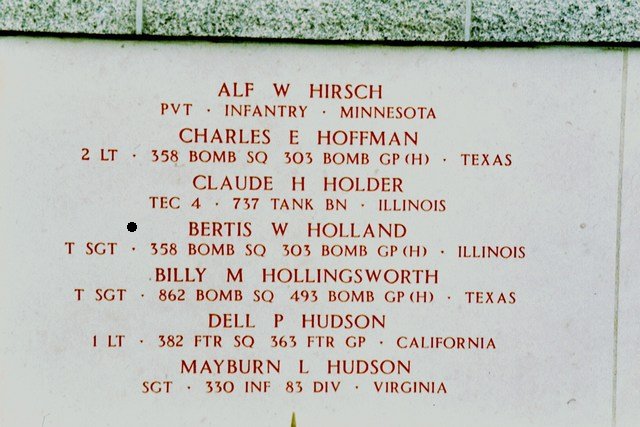 ALF W HIRSCH
PVT · INFANTRY · MINNESOTA
CHARLES E HOFFMAN
2 LT · 358 BOMB SQ 303 BOMB GP (H) · TEXAS
CLAUDE H HOLDER
TEC 4 · 737 TANK BN · ILLINOIS
BERTIS W HOLLAND
T SGT · 358 BOMB SQ 303 BOMB GP (H) · ILLINOIS
BILLY M HOLLINGSWORTH
T SGT · 862 BOMB SQ 493 BOMB GP (H) · TEXAS
DELL P HUDSON
1 LT · 382 FTR SQ 363 FTR GP · CALIFORNIA
MAYBURN L HUDSON
SGT · 330 INF 83 DIV · VIRGINIA